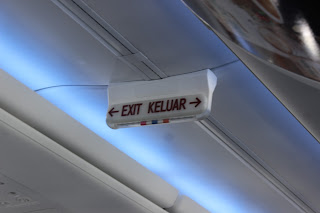 ← EXIT KELUAR →